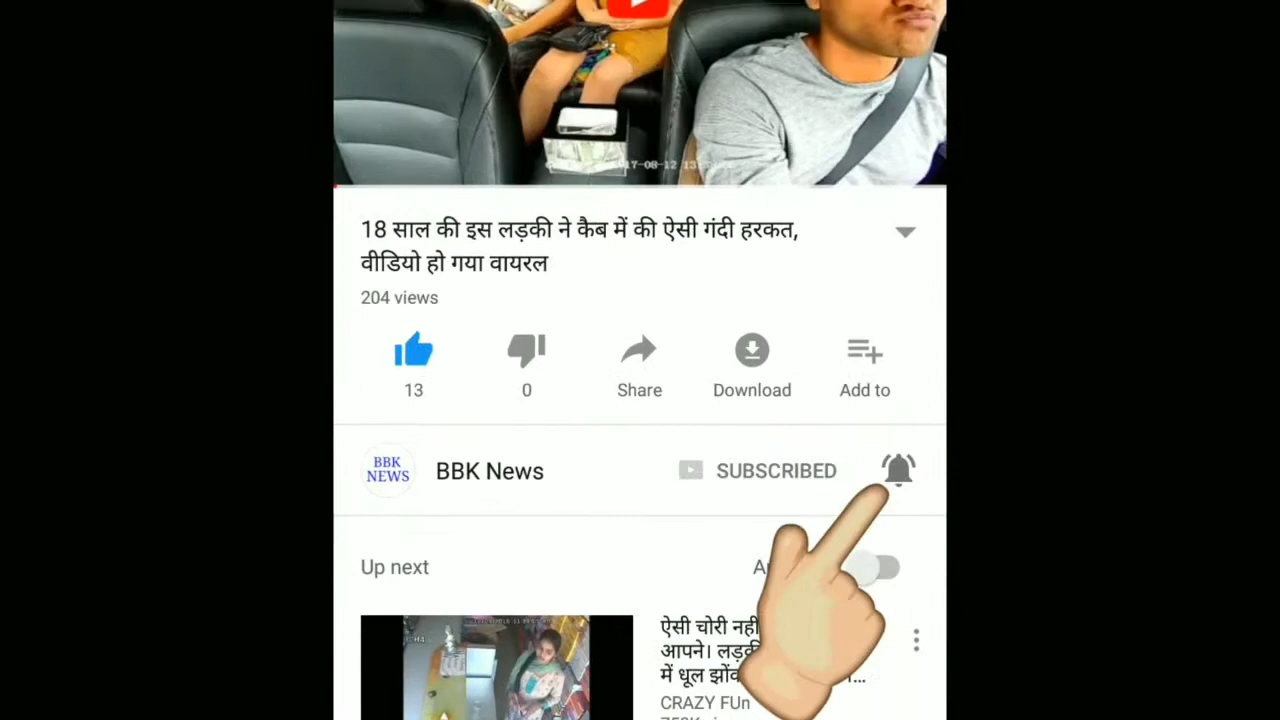 18 साल की इस लड़की ने कैब में की ऐसी गंदी हरकत,
वीडियो हो गया वायरल
204 views
13
0
Share
Download
Add to
BBK
NEWS
BBK News
SUBSCRIBED
Up next
ऐसी चोरी नहीं
आपने। 
में धूल
CRAZY FUn